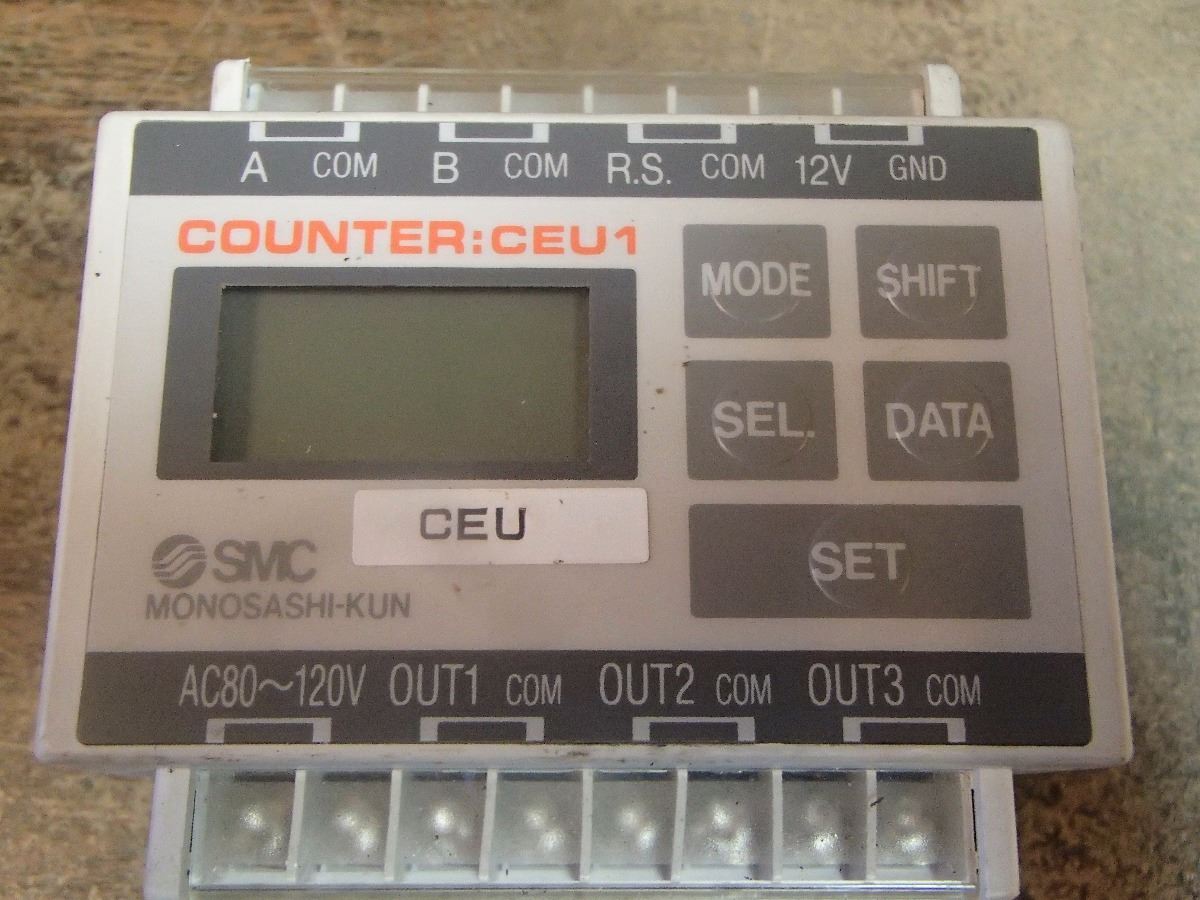 A COM B COM R.S. COM 12V GND
COUNTER:CEU1
MODE SHIFT
SEL. DATA
CEU
SET
SMC
MONOSASHI-KUN
AC80～120V OUT1 COM OUT2 COM OUT3 COM